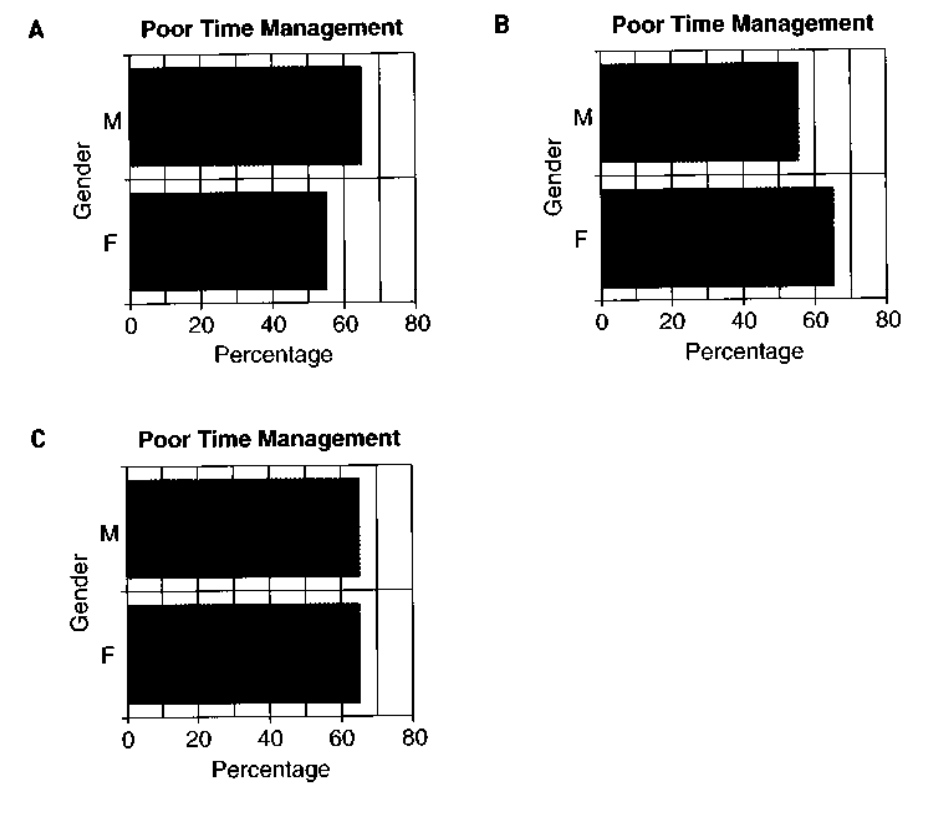 A
Poor Time Management
Gender
M
F
0 20 40 60 80
Percentage
B
Poor Time Management
Gender
M
F
0 20 40 60 80
Percentage
C
Poor Time Management
Gender
M
F
0 20 40 60 80
Percentage